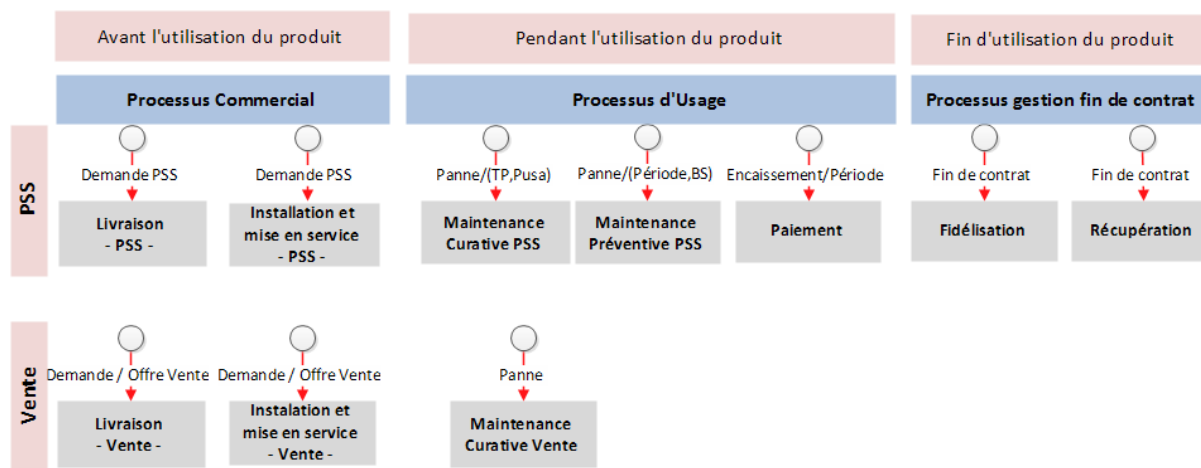 Avant l'utilisation du produit
Pendant l'utilisation du produit
Fin d'utilisation du produit
Processus Commercial
Processus d'Usage
Processus gestion fin de contrat
PSS
Demande PSS
Demande PSS
Panne/(TP,Pusa)
Panne/(Période,BS)
Encaissement/Période
Fin de contrat
Fin de contrat
Livraison
- PSS -
Installation et
mise en service
- PSS -
Maintenance
Curative PSS
Maintenance
Préventive PSS
Paiement
Fidélisation
Récupération
Vente
Demande / Offre Vente
Demande / Offre Vente
Panne
Livraison
- Vente -
Instalation et
mise en service
- Vente -
Maintenance
Curative Vente